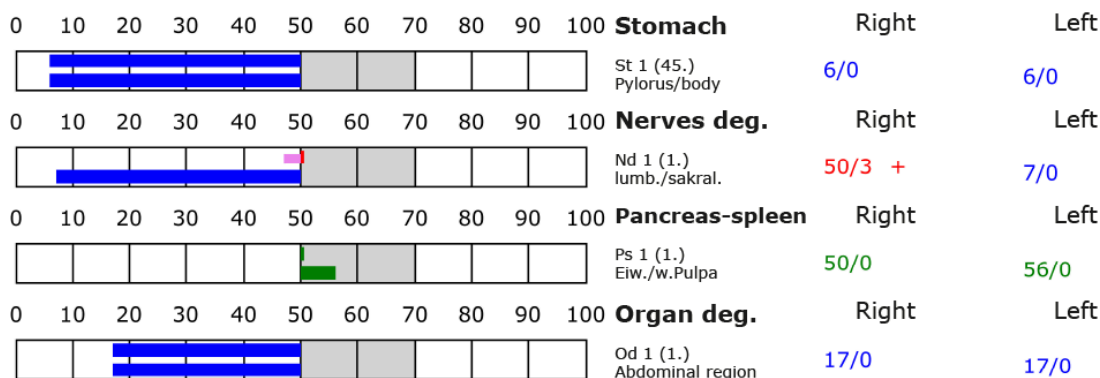 0 10 20 30 40 50 60 70 80 90 100 Stomach Right Left
St 1 (45.) 6/0 6/0
Pylorus/body
0 10 20 30 40 50 60 70 80 90 100 Nerves deg. Right Left
Nd 1 (1.) 50/3 + 7/0
lumb./sakral.
0 10 20 30 40 50 60 70 80 90 100 Pancreas-spleen Right Left
Ps 1 (1.) 50/0 56/0
Eiw./w.Pulpa
0 10 20 30 40 50 60 70 80 90 100 Organ deg. Right Left
Od 1 (1.) 17/0 17/0
Abdominal region